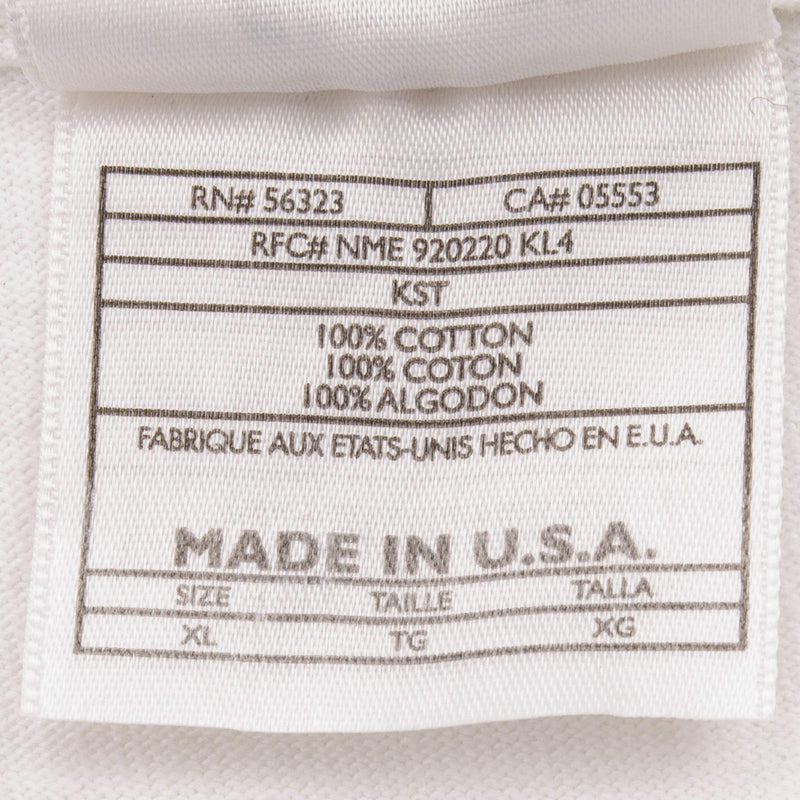 RN# 56323 CA# 05553
RFC# NME 920220 KL4
KST
100% COTTON
100% COTON
100% ALGODON
FABRIQUE AUX ETATS-UNIS HECHO EN E.U.A.
MADE IN U.S.A.
SIZE TAILLE TALLA
XL TG XG